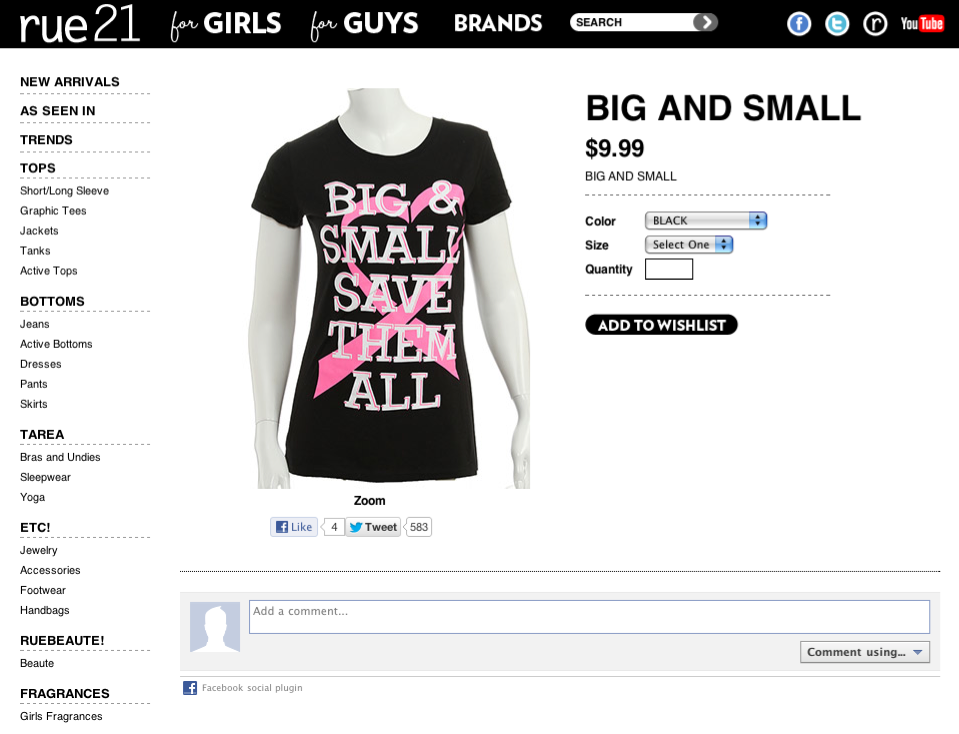 rue21 for GIRLS for GUYS BRANDS SEARCH f t r YouTube
NEW ARRIVALS
AS SEEN IN
TRENDS
TOPS
Short/Long Sleeve
Graphic Tees
Jackets
Tanks
Active Tops
BOTTOMS
Jeans
Active Bottoms
Dresses
Pants
Skirts
TAREA
Bras and Undies
Sleepwear
Yoga
ETC!
Jewelry
Accessories
Footwear
Handbags
RUEBEAUTE!
Beaute
FRAGRANCES
Girls Fragrances
BIG &
SMALL
SAVE
THEM
ALL
Zoom
f Like 4 Tweet 583
BIG AND SMALL
$9.99
BIG AND SMALL
Color BLACK
Size Select One
Quantity
ADD TO WISHLIST
Add a comment...
Comment using...
f Facebook social plugin